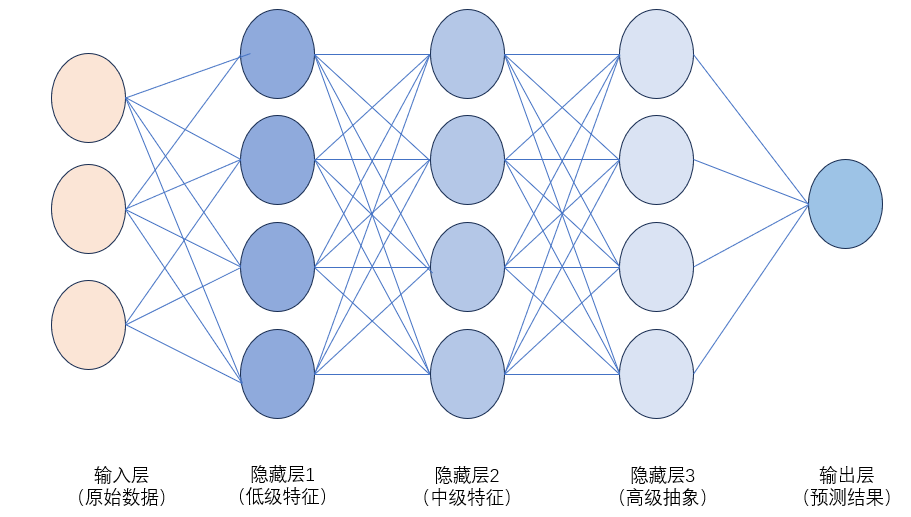 输入层
（原始数据）
隐藏层1
（低级特征）
隐藏层2
（中级特征）
隐藏层3
（高级抽象）
输出层
（预测结果）